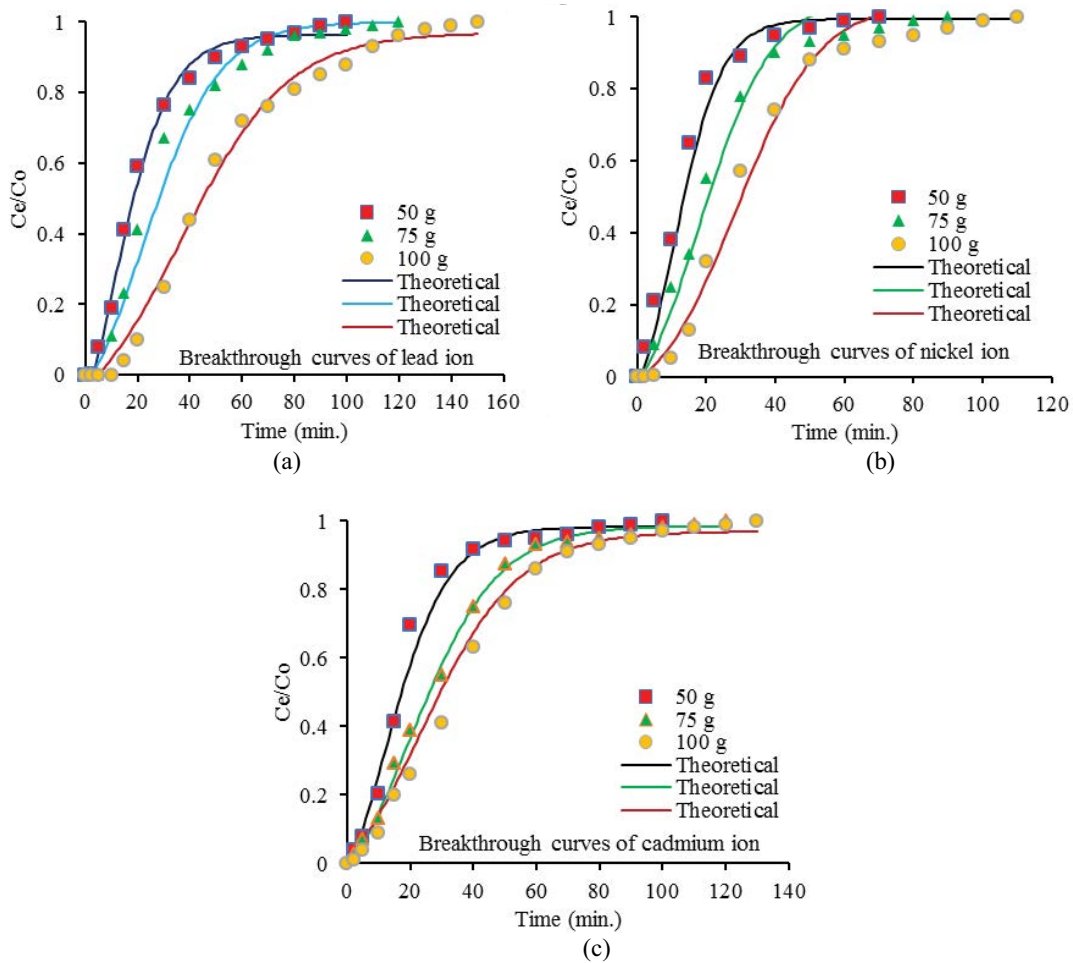 Ce/Co
1
0.8
0.6
0.4
0.2
0
50 g
75 g
100 g
Theoretical
Theoretical
Theoretical
Breakthrough curves of lead ion
0 20 40 60 80 100 120 140 160
Time (min.)
(a)
Ce/Co
1
0.8
0.6
0.4
0.2
0
50 g
75 g
100 g
Theoretical
Theoretical
Theoretical
Breakthrough curves of nickel ion
0 20 40 60 80 100 120
Time (min.)
(b)
Ce/Co
1
0.8
0.6
0.4
0.2
0
50 g
75 g
100 g
Theoretical
Theoretical
Theoretical
Breakthrough curves of cadmium ion
0 20 40 60 80 100 120 140
Time (min.)
(c)